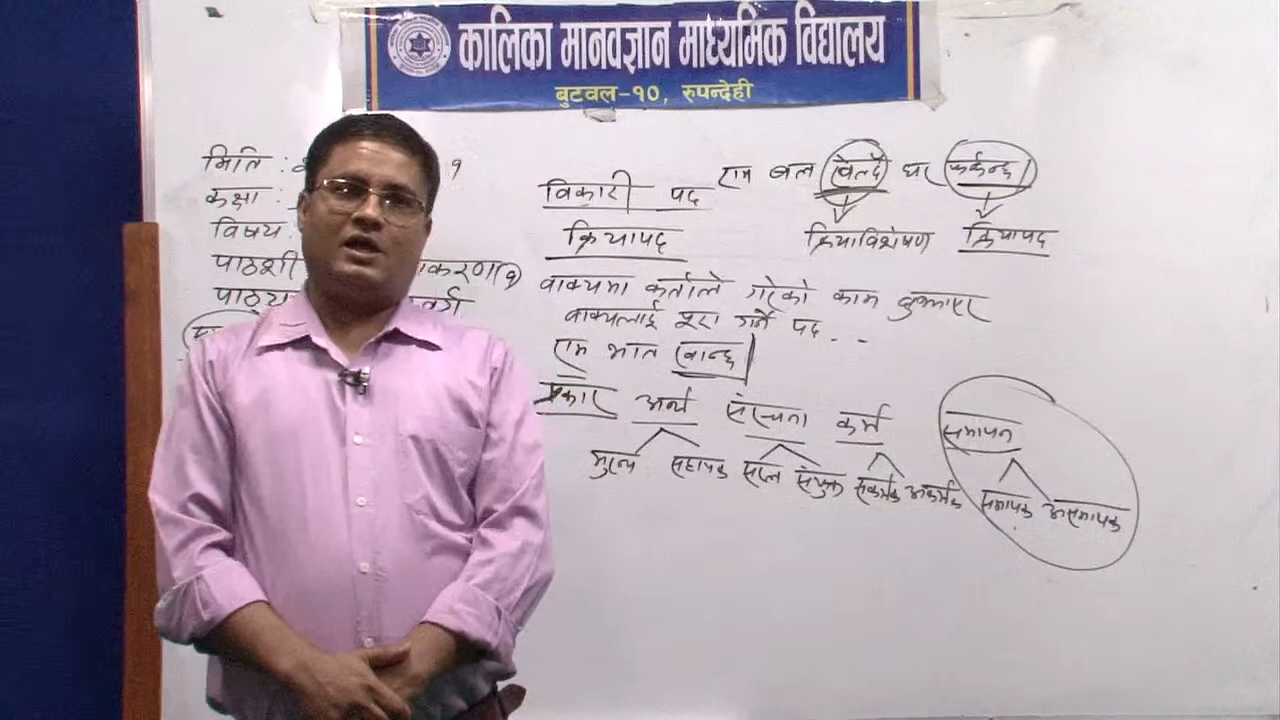 कालिका मानवज्ञान माध्यमिक विद्यालय
बुटवल-१०, रुपन्देही
मिति :
कक्षा :
विषय
पाठशी
पाठ्य
विकारी पद
क्रियापद
राम बल खेल्दै घर फर्कन्छ।
क्रियाविशेषण क्रियापद
वाक्यमा कर्ताले गरेको काम बुझाएर
वाक्यलाई पूरा गर्ने पद . . .
राम भात खान्छ।
प्रकार अर्थ संरचना कर्म समापन
मुख्य सहायक सरल संयुक्त सकर्मक अकर्मक समापक असमापक